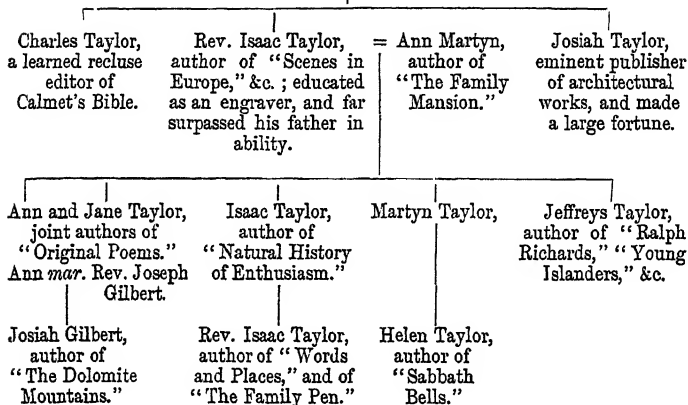 Charles Taylor,
a learned recluse
editor of
Calmet's Bible.
Rev. Isaac Taylor,
author of "Scenes in
Europe," &c. ; educated
as an engraver, and far
surpassed his father in
ability.
= Ann Martyn,
author of
"The Family
Mansion."
Josiah Taylor,
eminent publisher
of architectural
works, and made
a large fortune.
Ann and Jane Taylor,
joint authors of
"Original Poems."
Ann mar. Rev. Joseph
Gilbert.
Isaac Taylor,
author of
"Natural History
of Enthusiasm."
Martyn Taylor,
Jeffreys Taylor,
author of "Ralph
Richards," "Young
Islanders," &c.
Josiah Gilbert,
author of
"The Dolomite
Mountains."
Rev. Isaac Taylor,
author of "Words
and Places," and of
"The Family Pen."
Helen Taylor,
author of
"Sabbath
Bells."